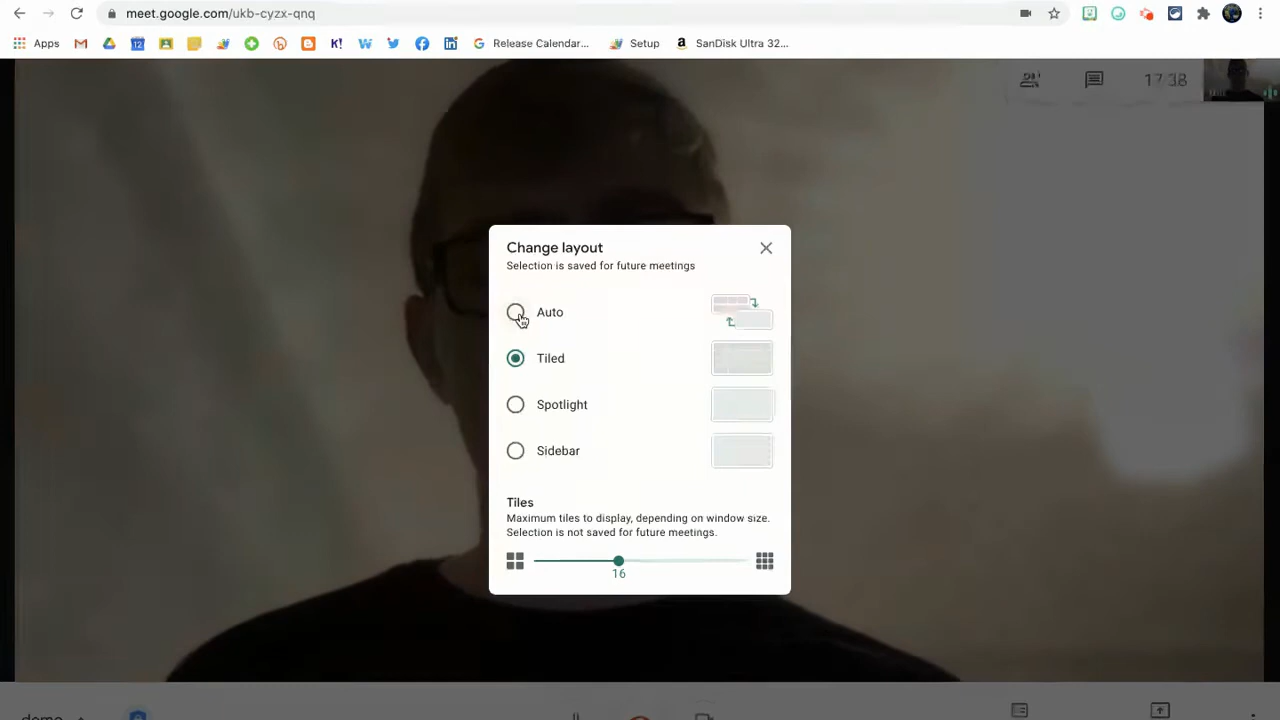 meet.google.com/ukb-cyzx-qnq
Apps
K!
Release Calendar...
Setup
SanDisk Ultra 32...
Change layout
Selection is saved for future meetings
Auto
Tiled
Spotlight
Sidebar
Tiles
Maximum tiles to display, depending on window size.
Selection is not saved for future meetings.
16
demo